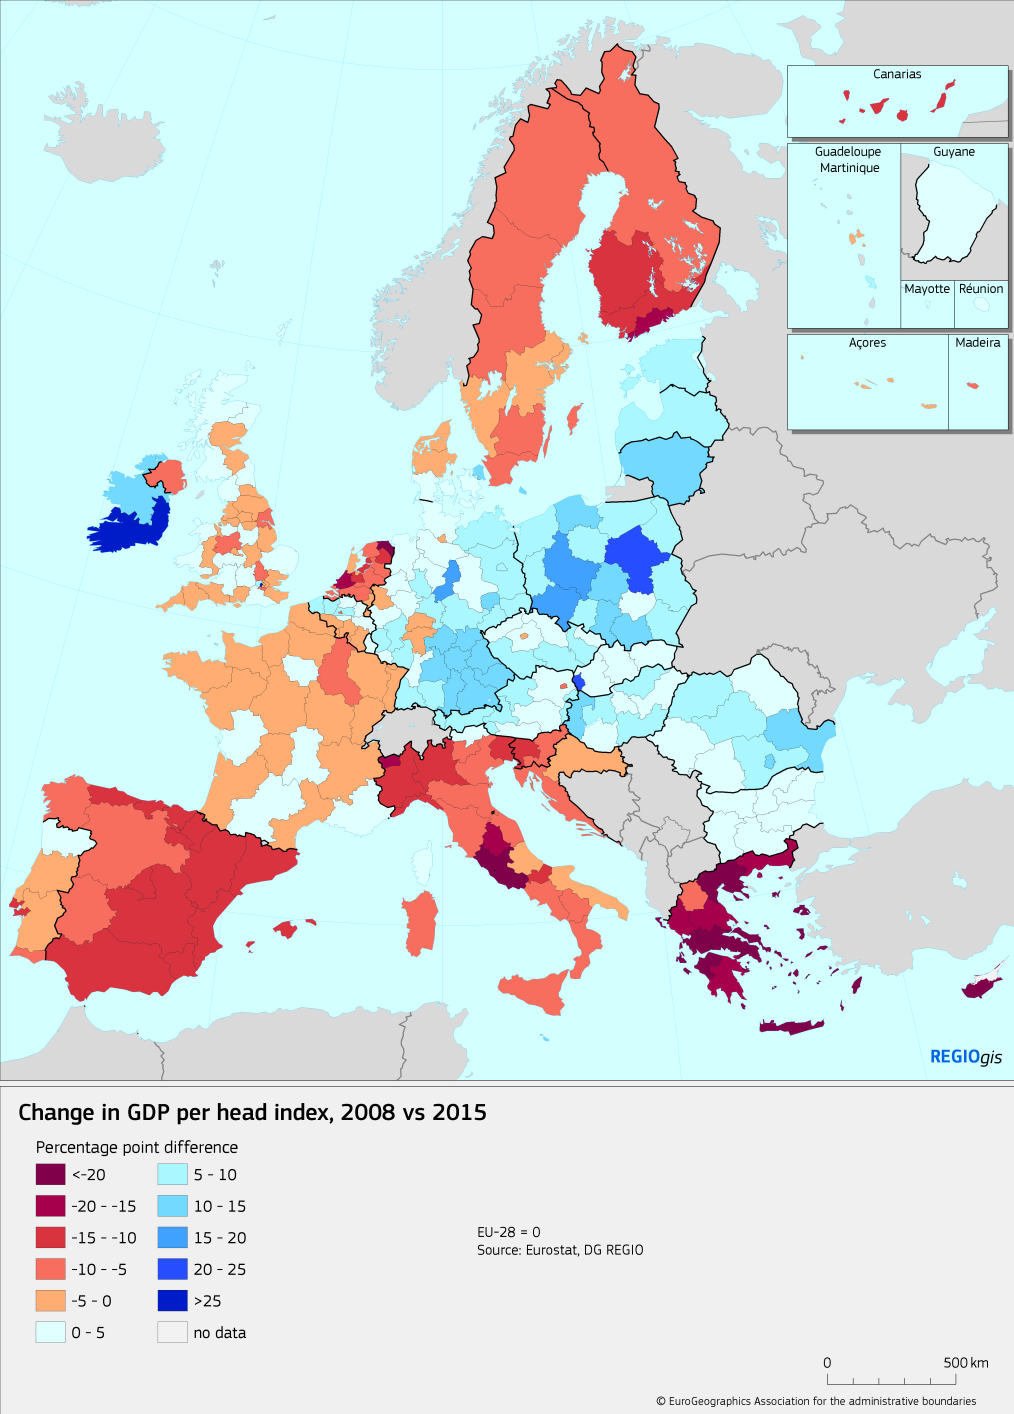 Canarias
Guadeloupe
Martinique
Guyane
Mayotte
Réunion
Açores
Madeira
REGIOgis
Change in GDP per head index, 2008 vs 2015
Percentage point difference
<-20
-20 - -15
-15 - -10
-10 - -5
-5 - 0
0 - 5
5 - 10
10 - 15
15 - 20
20 - 25
>25
no data
EU-28 = 0
Source: Eurostat, DG REGIO
0 500 km
© EuroGeographics Association for the administrative boundaries